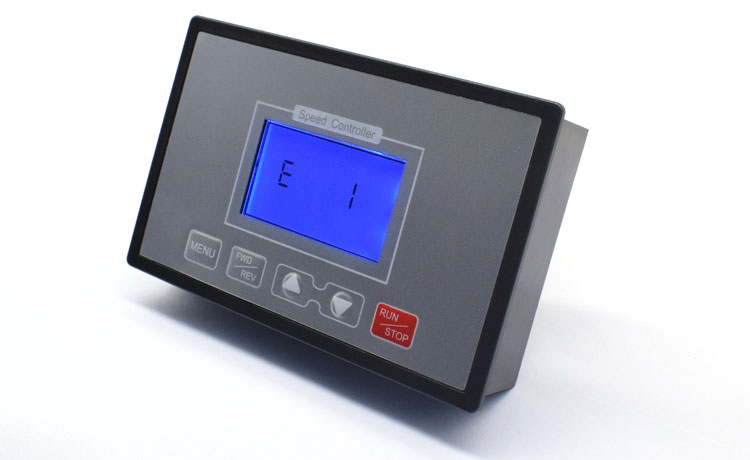 Speed Controller
E 1
MENU
FWD
REV
RUN
STOP